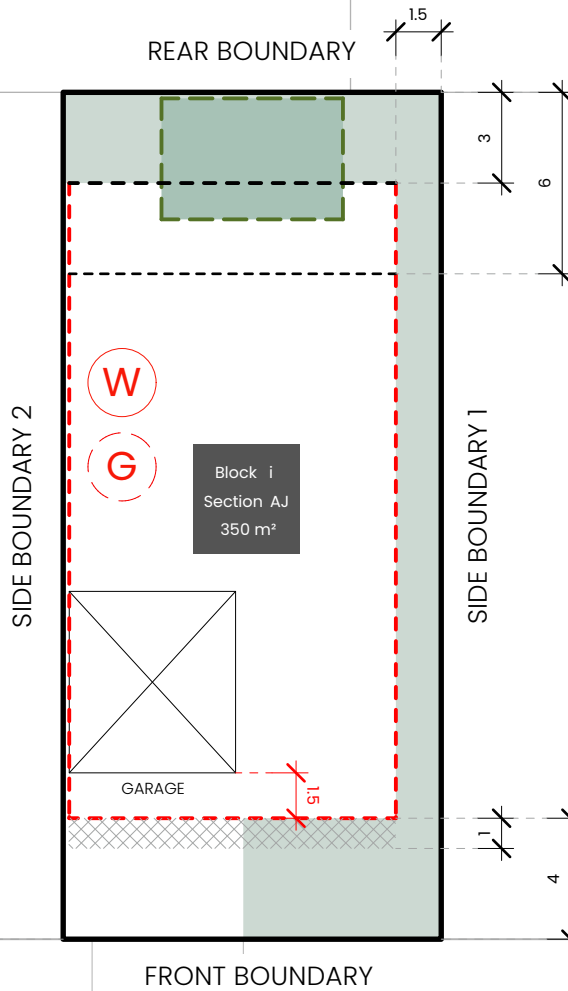 1.5
REAR BOUNDARY
3
6
W
G
Block i
Section AJ
350 m²
SIDE BOUNDARY 2
SIDE BOUNDARY 1
GARAGE
1.5
1
4
FRONT BOUNDARY